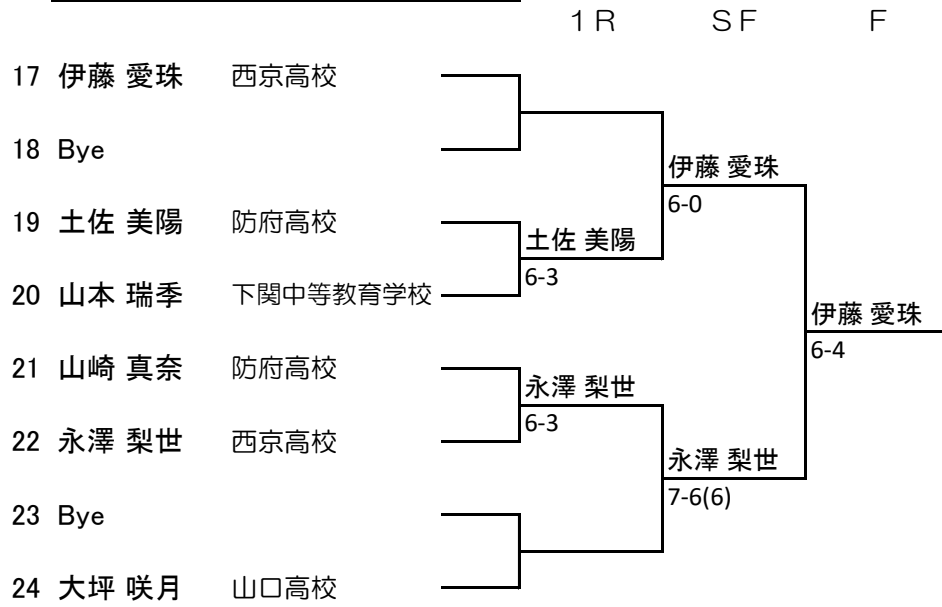 １Ｒ ＳＦ Ｆ
17 伊藤 愛珠 西京高校
18 Bye
伊藤 愛珠
6-0
19 土佐 美陽 防府高校
土佐 美陽
6-3
20 山本 瑞季 下関中等教育学校
伊藤 愛珠
6-4
21 山崎 真奈 防府高校
永澤 梨世
6-3
22 永澤 梨世 西京高校
永澤 梨世
7-6(6)
23 Bye
24 大坪 咲月 山口高校